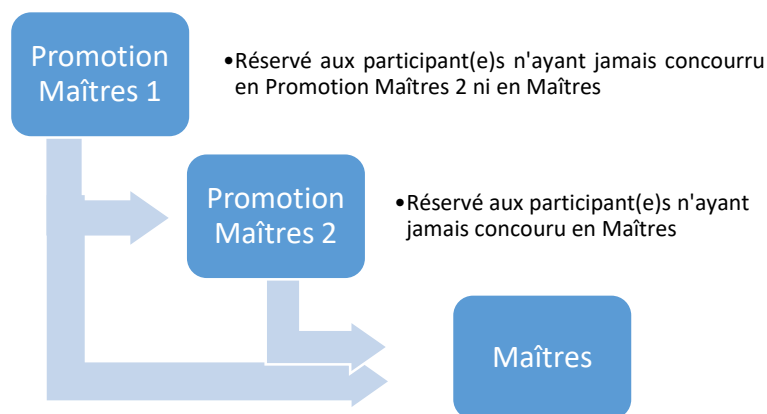 Promotion
Maîtres 1
•Réservé aux participant(e)s n'ayant jamais concourru
en Promotion Maîtres 2 ni en Maîtres
Promotion
Maîtres 2
•Réservé aux participant(e)s n'ayant
jamais concouru en Maîtres
Maîtres